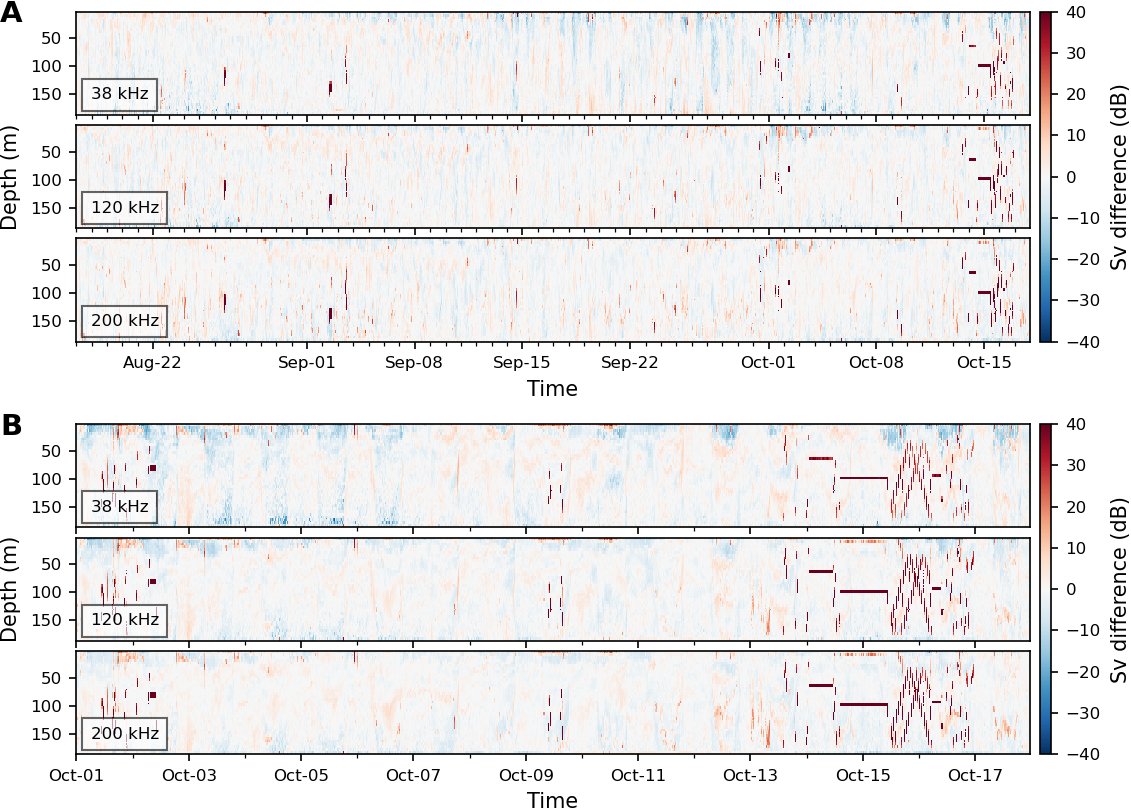 A
50
100
150
38 kHz
50
100
150
120 kHz
50
100
150
200 kHz
Depth (m)
Aug-22 Sep-01 Sep-08 Sep-15 Sep-22 Oct-01 Oct-08 Oct-15
Time
40
30
20
10
0
−10
−20
−30
−40
Sv difference (dB)
B
50
100
150
38 kHz
50
100
150
120 kHz
50
100
150
200 kHz
Depth (m)
Oct-01 Oct-03 Oct-05 Oct-07 Oct-09 Oct-11 Oct-13 Oct-15 Oct-17
Time
40
30
20
10
0
−10
−20
−30
−40
Sv difference (dB)